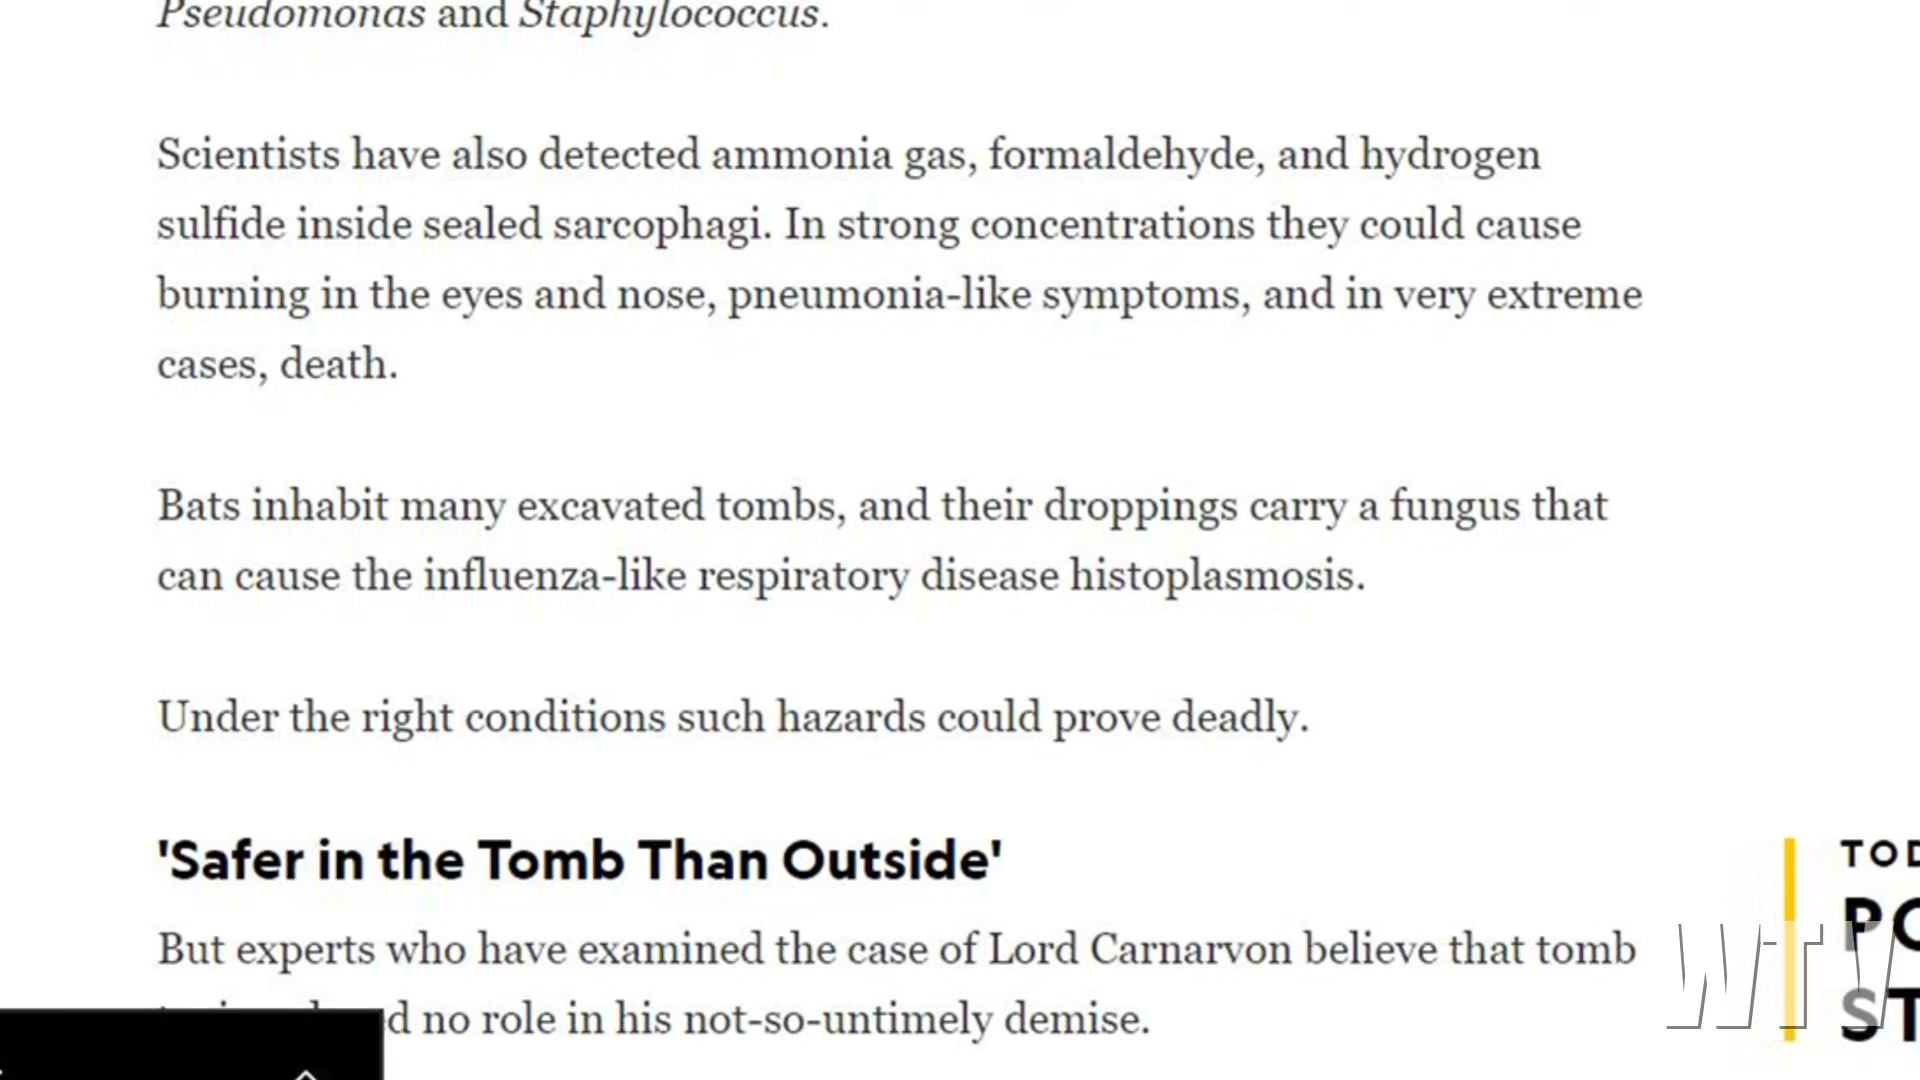 Pseudomonas and Staphylococcus.
Scientists have also detected ammonia gas, formaldehyde, and hydrogen
sulfide inside sealed sarcophagi. In strong concentrations they could cause
burning in the eyes and nose, pneumonia-like symptoms, and in very extreme
cases, death.
Bats inhabit many excavated tombs, and their droppings carry a fungus that
can cause the influenza-like respiratory disease histoplasmosis.
Under the right conditions such hazards could prove deadly.
'Safer in the Tomb Than Outside'
But experts who have examined the case of Lord Carnarvon believe that tomb
no role in his not-so-untimely demise.
WTV